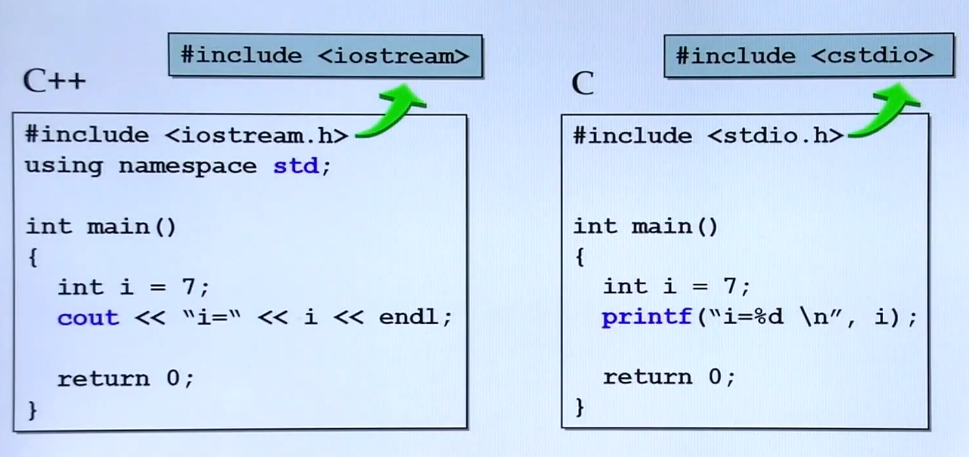 #include <iostream>
C++
#include <iostream.h>
using namespace std;
int main()
{
int i = 7;
cout << “i=“ << i << endl;
return 0;
}
#include <cstdio>
C
#include <stdio.h>
int main()
{
int i = 7;
printf(“i=%d \n”, i);
return 0;
}